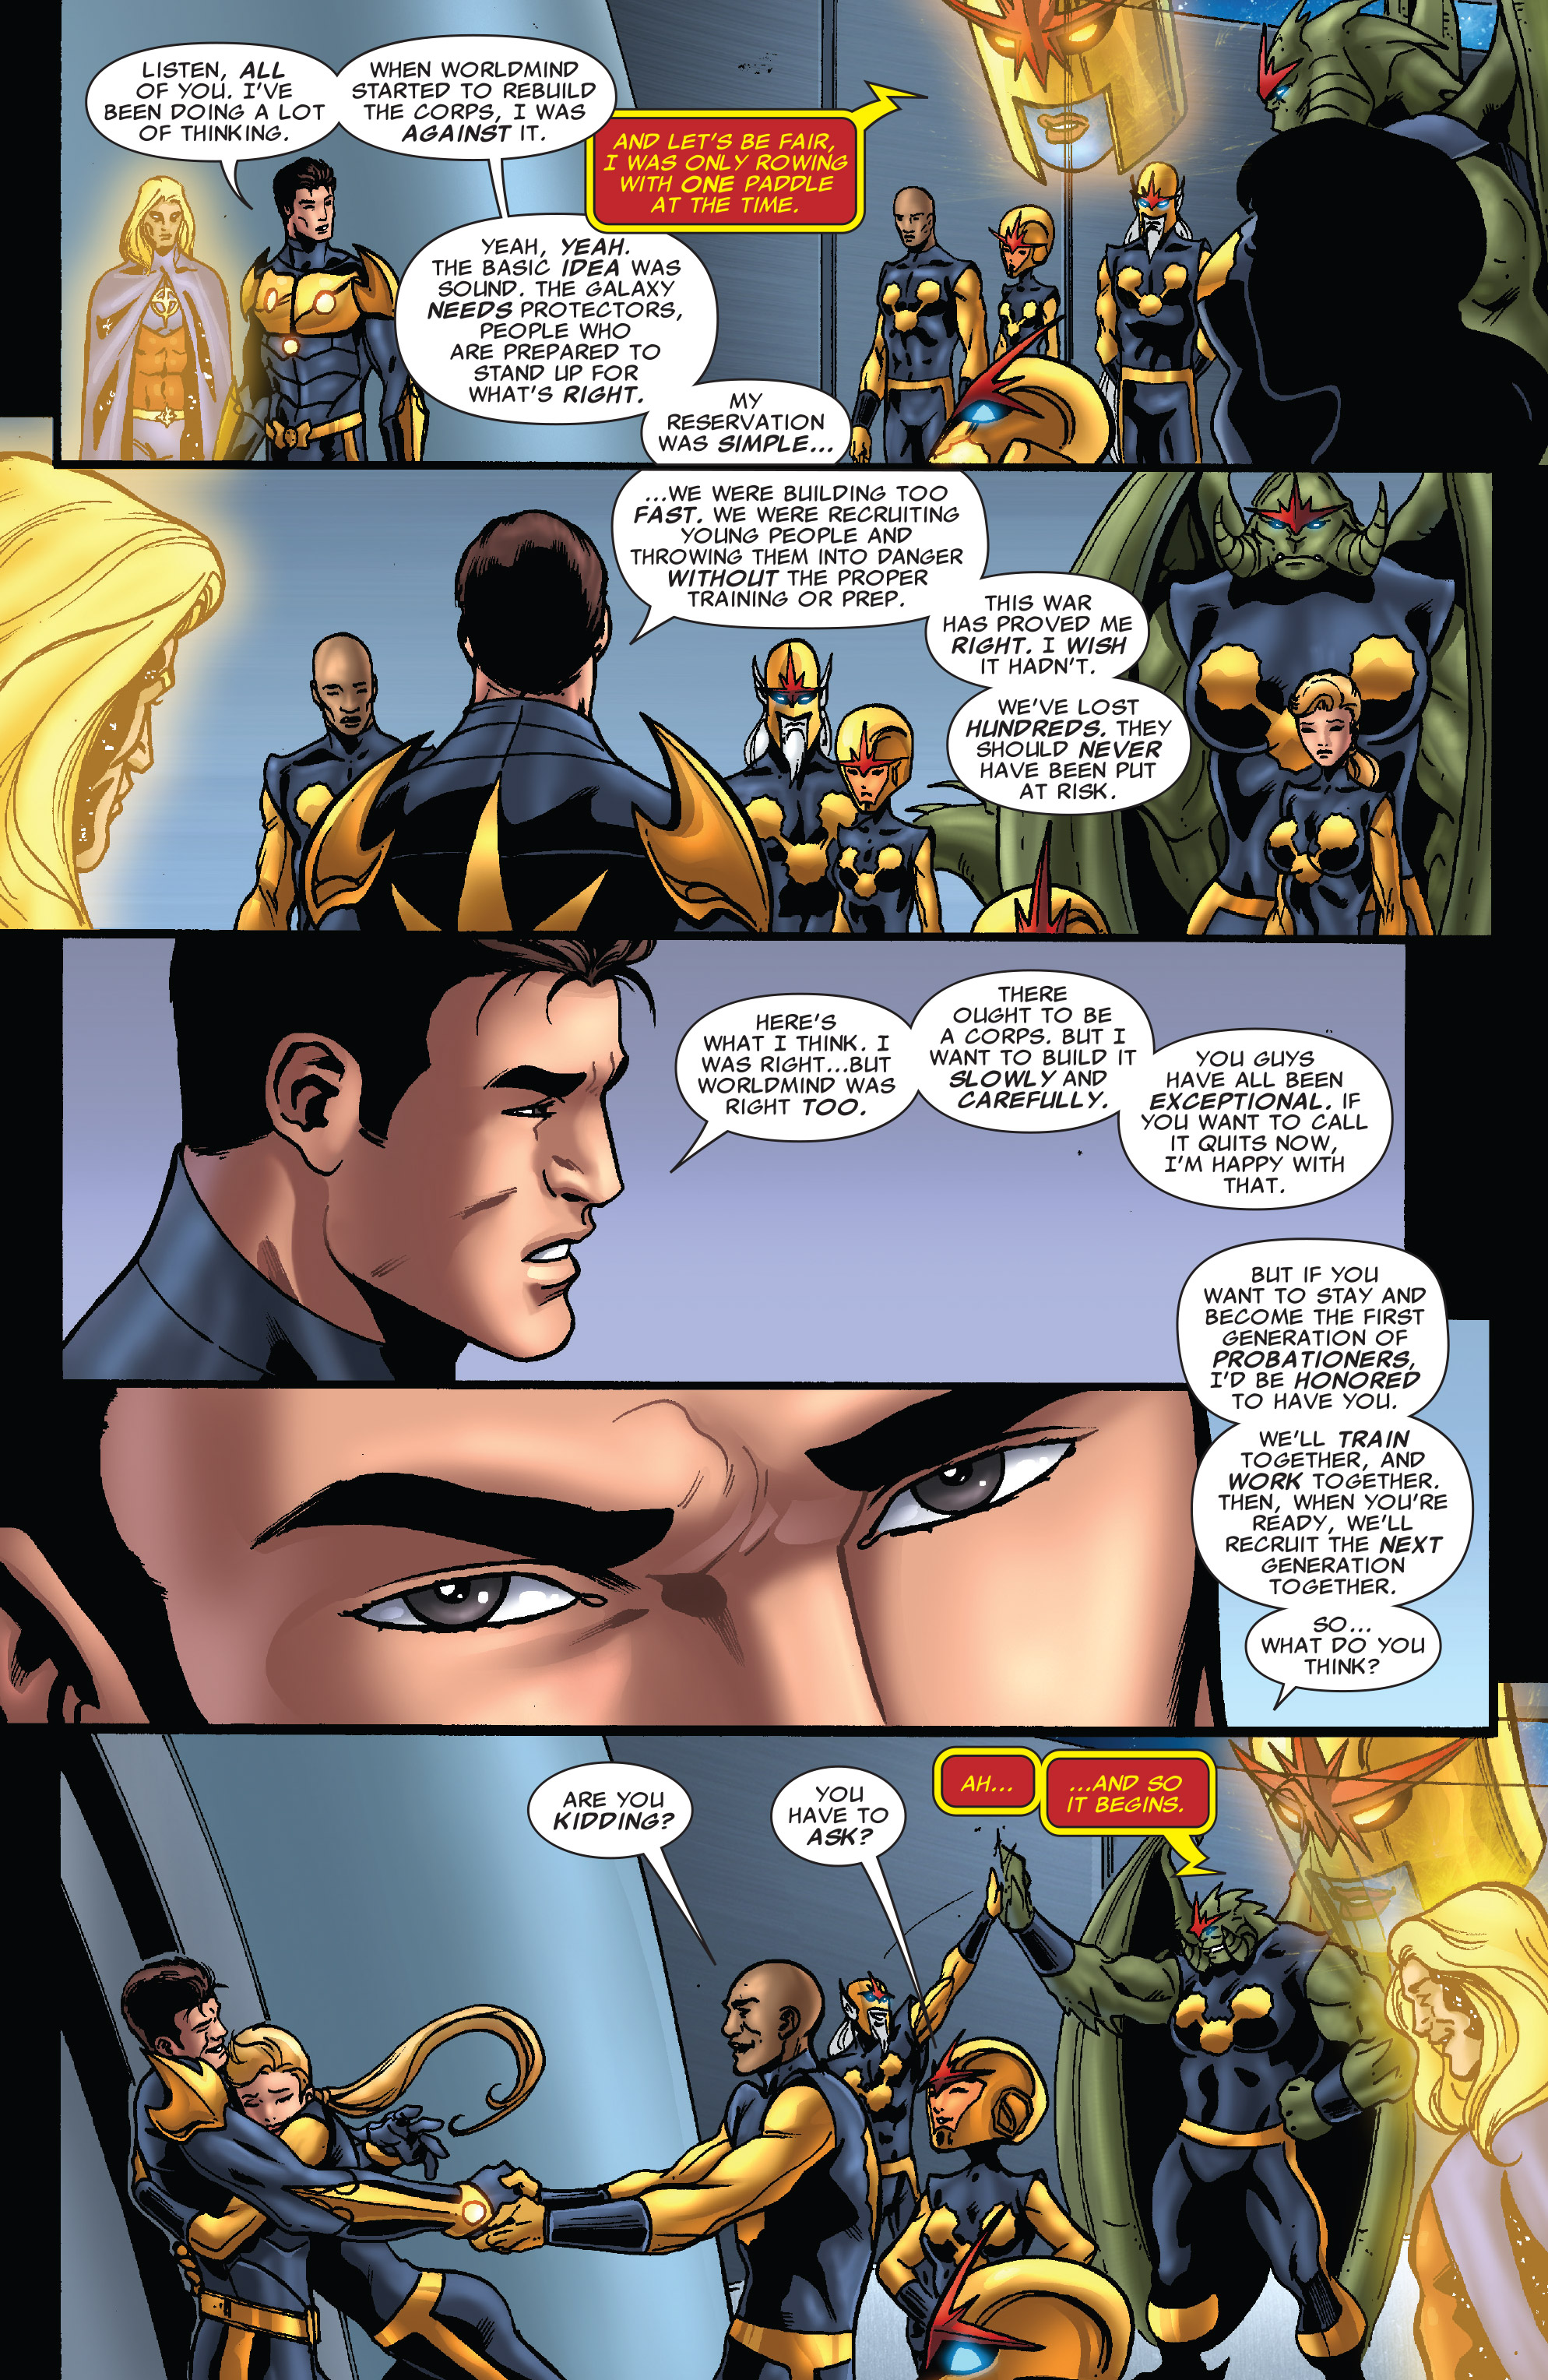 LISTEN, ALL
OF YOU. I'VE
BEEN DOING A LOT
OF THINKING.
WHEN WORLDMIND
STARTED TO REBUILD
THE CORPS, I WAS
AGAINST IT.
AND LET'S BE FAIR,
I WAS ONLY ROWING
WITH ONE PADDLE
AT THE TIME.
YEAH, YEAH.
THE BASIC IDEA WAS
SOUND. THE GALAXY
NEEDS PROTECTORS,
PEOPLE WHO
ARE PREPARED TO
STAND UP FOR
WHAT'S RIGHT.
MY
RESERVATION
WAS SIMPLE...
...WE WERE BUILDING TOO
FAST. WE WERE RECRUITING
YOUNG PEOPLE AND
THROWING THEM INTO DANGER
WITHOUT THE PROPER
TRAINING OR PREP.
THIS WAR
HAS PROVED ME
RIGHT. I WISH
IT HADN'T.
WE'VE LOST
HUNDREDS. THEY
SHOULD NEVER
HAVE BEEN PUT
AT RISK.
HERE'S
WHAT I THINK. I
WAS RIGHT...BUT
WORLDMIND WAS
RIGHT TOO.
THERE
OUGHT TO BE
A CORPS. BUT I
WANT TO BUILD IT
SLOWLY AND
CAREFULLY.
YOU GUYS
HAVE ALL BEEN
EXCEPTIONAL. IF
YOU WANT TO CALL
IT QUITS NOW,
I'M HAPPY WITH
THAT.
BUT IF YOU
WANT TO STAY AND
BECOME THE FIRST
GENERATION OF
PROBATIONERS,
I'D BE HONORED
TO HAVE YOU.
WE'LL TRAIN
TOGETHER, AND
WORK TOGETHER.
THEN, WHEN YOU'RE
READY, WE'LL
RECRUIT THE NEXT
GENERATION
TOGETHER.
SO...
WHAT DO YOU
THINK?
ARE YOU
KIDDING?
YOU
HAVE TO
ASK?
AH...
...AND SO
IT BEGINS.